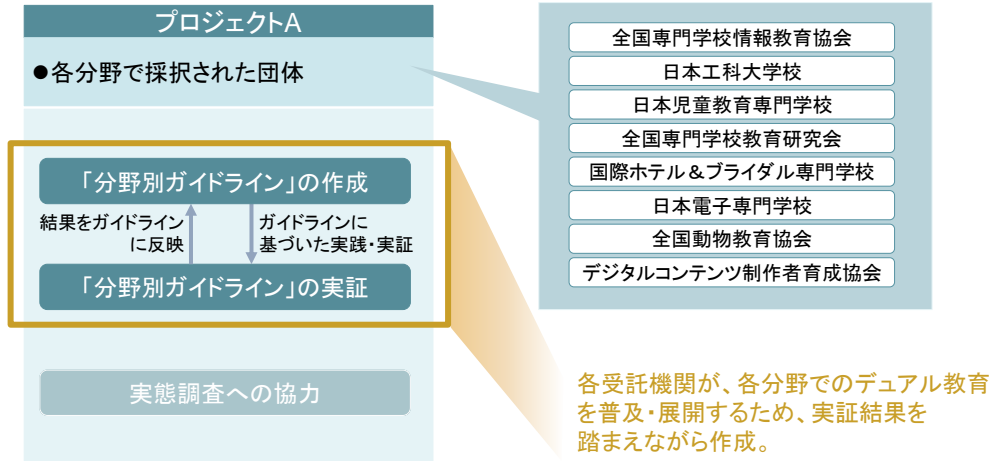 プロジェクトA
●各分野で採択された団体
「分野別ガイドライン」の作成
結果をガイドライン
に反映
ガイドラインに
基づいた実践・実証
「分野別ガイドライン」の実証
実態調査への協力
全国専門学校情報教育協会
日本工科大学校
日本児童教育専門学校
全国専門学校教育研究会
国際ホテル＆ブライダル専門学校
日本電子専門学校
全国動物教育協会
デジタルコンテンツ制作者育成協会
各受託機関が、各分野でのデュアル教育
を普及・展開するため、実証結果を
踏まえながら作成。